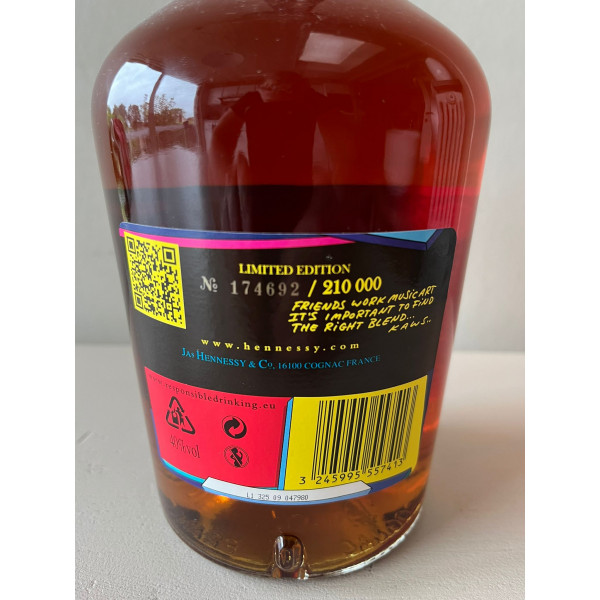 LIMITED EDITION
№ 174692 / 210 000
FRIENDS WORK MUSIC ART
IT'S IMPORTANT TO FIND
THE RIGHT BLEND...
KAWS..
www.hennessy.com
JAS HENNESSY & CO, 16100 COGNAC FRANCE
www.responsibledrinking.eu
40%vol
3 245995 557413
L1 325 09 047980